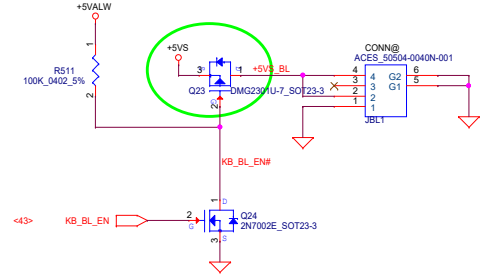 +5VALW
1
R511
100K_0402_5%
2
+5VS
3
S
D
1
+5VS_BL
Q23
DMG2301U-7_SOT23-3
G
2
CONN@
ACES_50504-0040N-001
4
3
2
1
4
3
2
1
G2
G1
6
5
JBL1
KB_BL_EN#
<43>
KB_BL_EN
2
G
1
D
Q24
2N7002E_SOT23-3
3
S